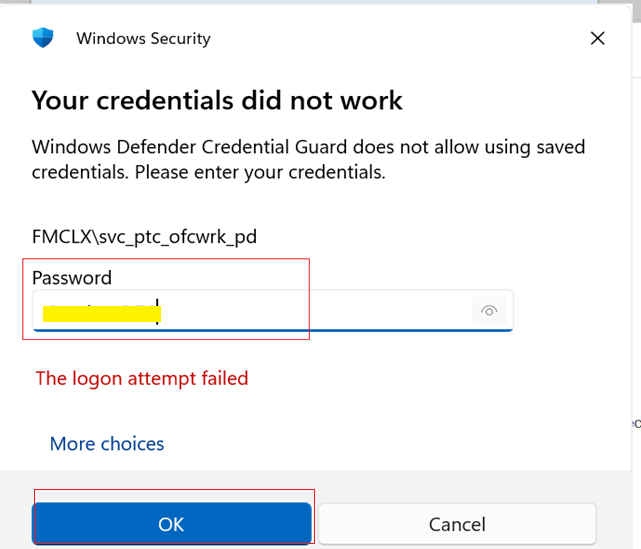 Windows Security
Your credentials did not work
Windows Defender Credential Guard does not allow using saved
credentials. Please enter your credentials.
FMCLX\svc_ptc_ofcwrk_pd
Password
The logon attempt failed
More choices
OK
Cancel